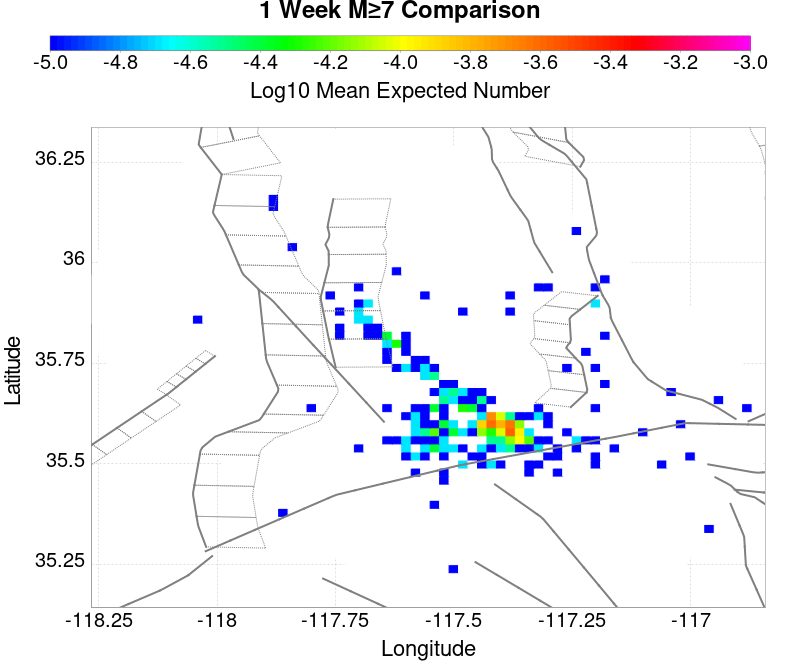 1 Week M≥7 Comparison
-5.0 -4.8 -4.6 -4.4 -4.2 -4.0 -3.8 -3.6 -3.4 -3.2 -3.0
Log10 Mean Expected Number
36.25
36
35.75
35.5
35.25
Latitude
-118.25 -118 -117.75 -117.5 -117.25 -117
Longitude